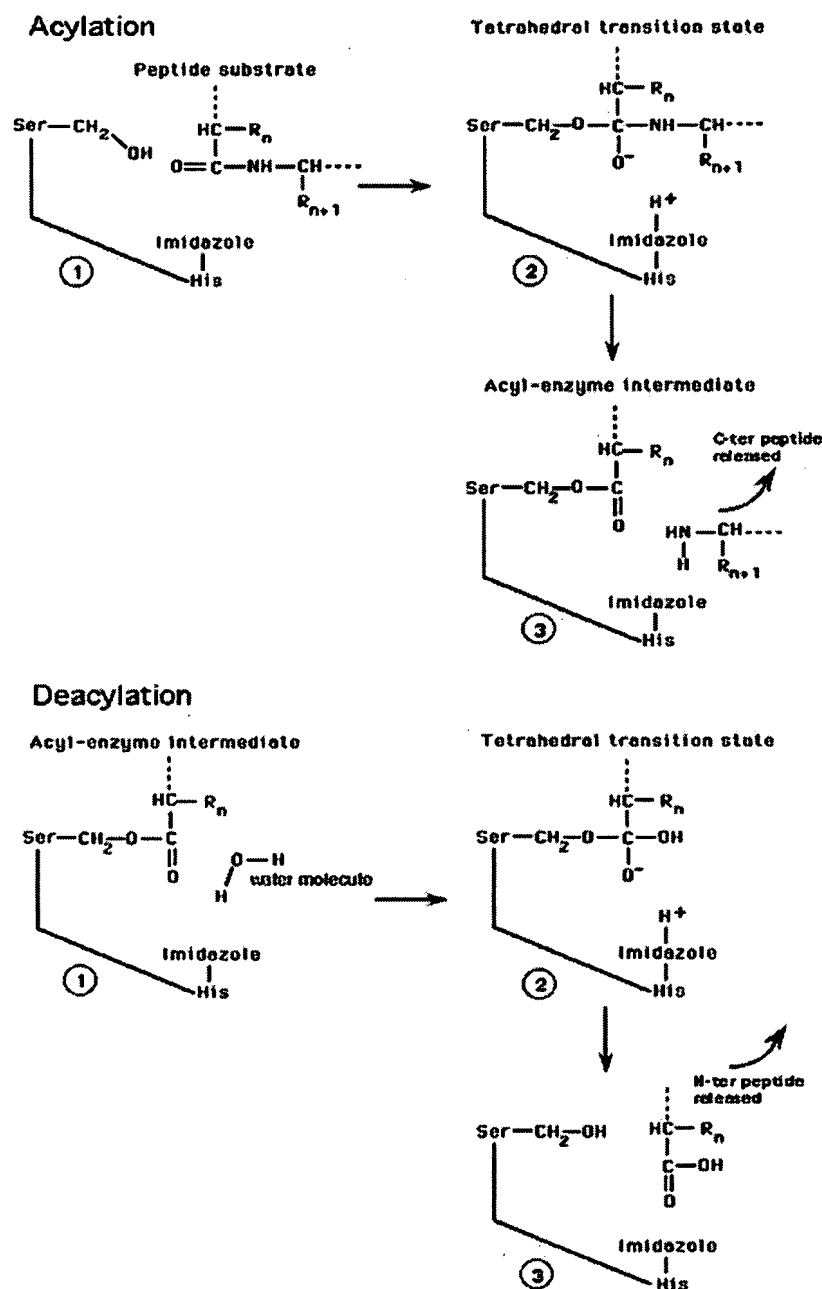 Acylation
Peptide substrate
HC—Rn
Ser—CH2
OH
O=C—NH—CH----
Rn+1
Imidazole
His
1
Tetrahedral transition state
HC—Rn
Ser—CH2—O—C—NH—CH----
O-
Rn+1
H+
Imidazole
His
2
Acyl-enzyme intermediate
HC—Rn
C-ter peptide
released
Ser—CH2—O—C
O
HN—CH----
H
Rn+1
Imidazole
His
3
Deacylation
Acyl-enzyme intermediate
HC—Rn
Ser—CH2—O—C
O
O—H
H
water molecule
Imidazole
His
1
Tetrahedral transition state
HC—Rn
Ser—CH2—O—C—OH
O-
H+
Imidazole
His
2
N-ter peptide
released
Ser—CH2—OH
HC—Rn
C—OH
O
Imidazole
His
3